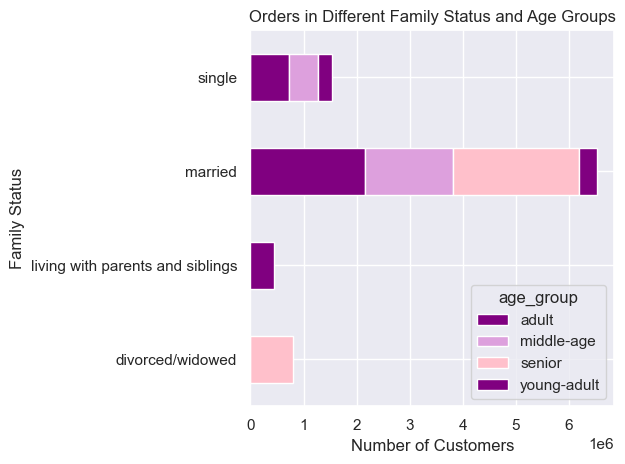 Orders in Different Family Status and Age Groups
single
married
living with parents and siblings
divorced/widowed
Family Status
age_group
adult
middle-age
senior
young-adult
0 1 2 3 4 5 6
1e6
Number of Customers